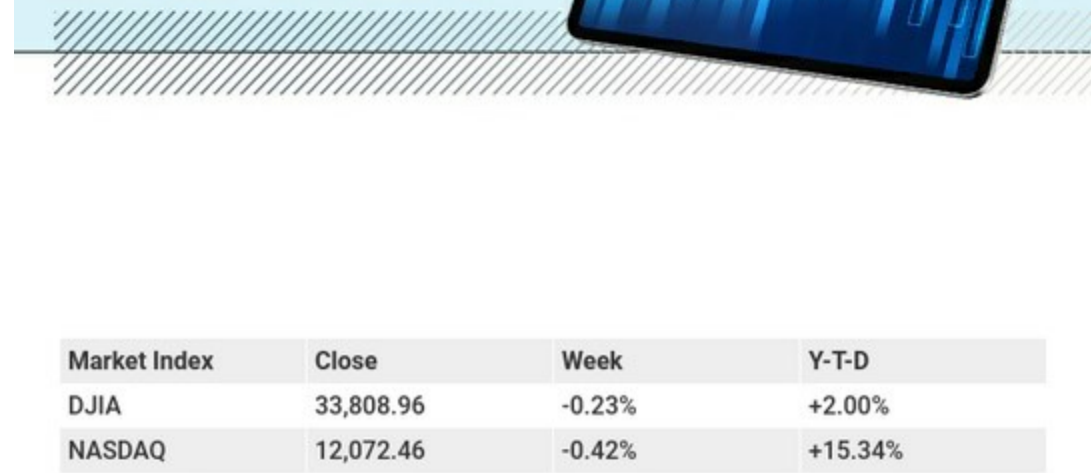 Market Index Close Week Y-T-D
DJIA 33,808.96 -0.23% +2.00%
NASDAQ 12,072.46 -0.42% +15.34%